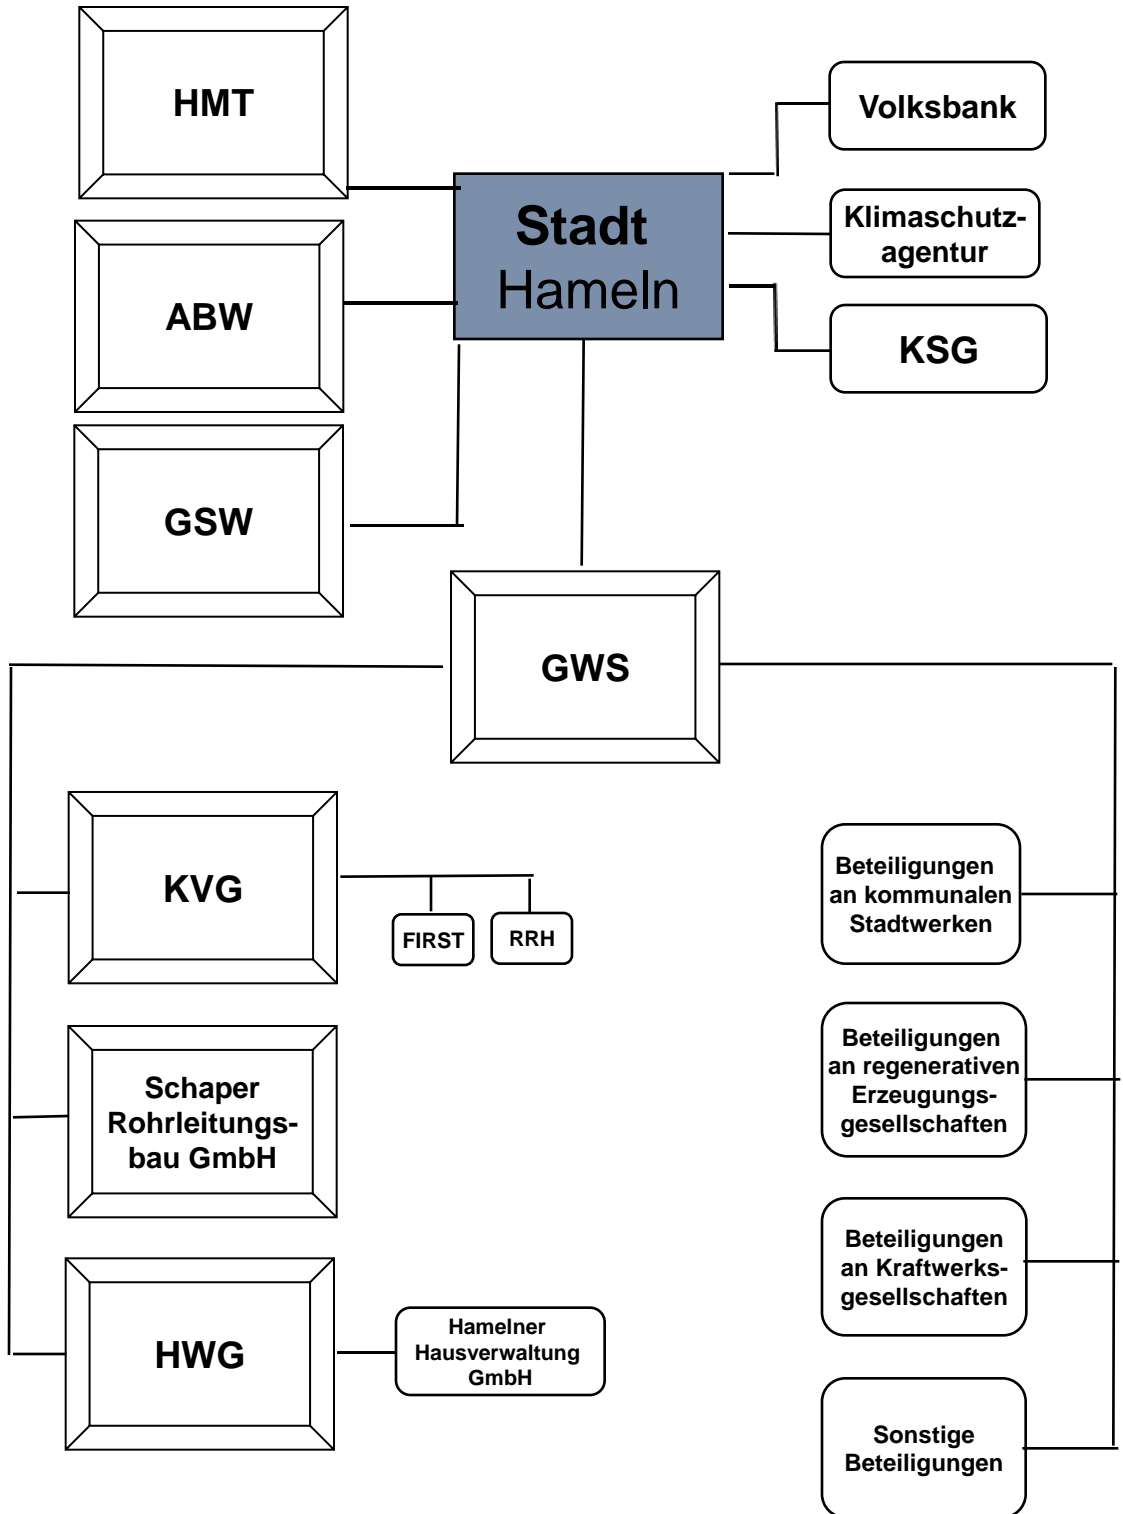 HMT
Volksbank
Stadt
Hameln
Klimaschutz-
agentur
ABW
KSG
GSW
GWS
KVG
FIRST
RRH
Beteiligungen
an kommunalen
Stadtwerken
Schaper
Rohrleitungs-
bau GmbH
Beteiligungen
an regenerativen
Erzeugungs-
gesellschaften
Beteiligungen
an Kraftwerks-
gesellschaften
HWG
Hamelner
Hausverwaltung
GmbH
Sonstige
Beteiligungen